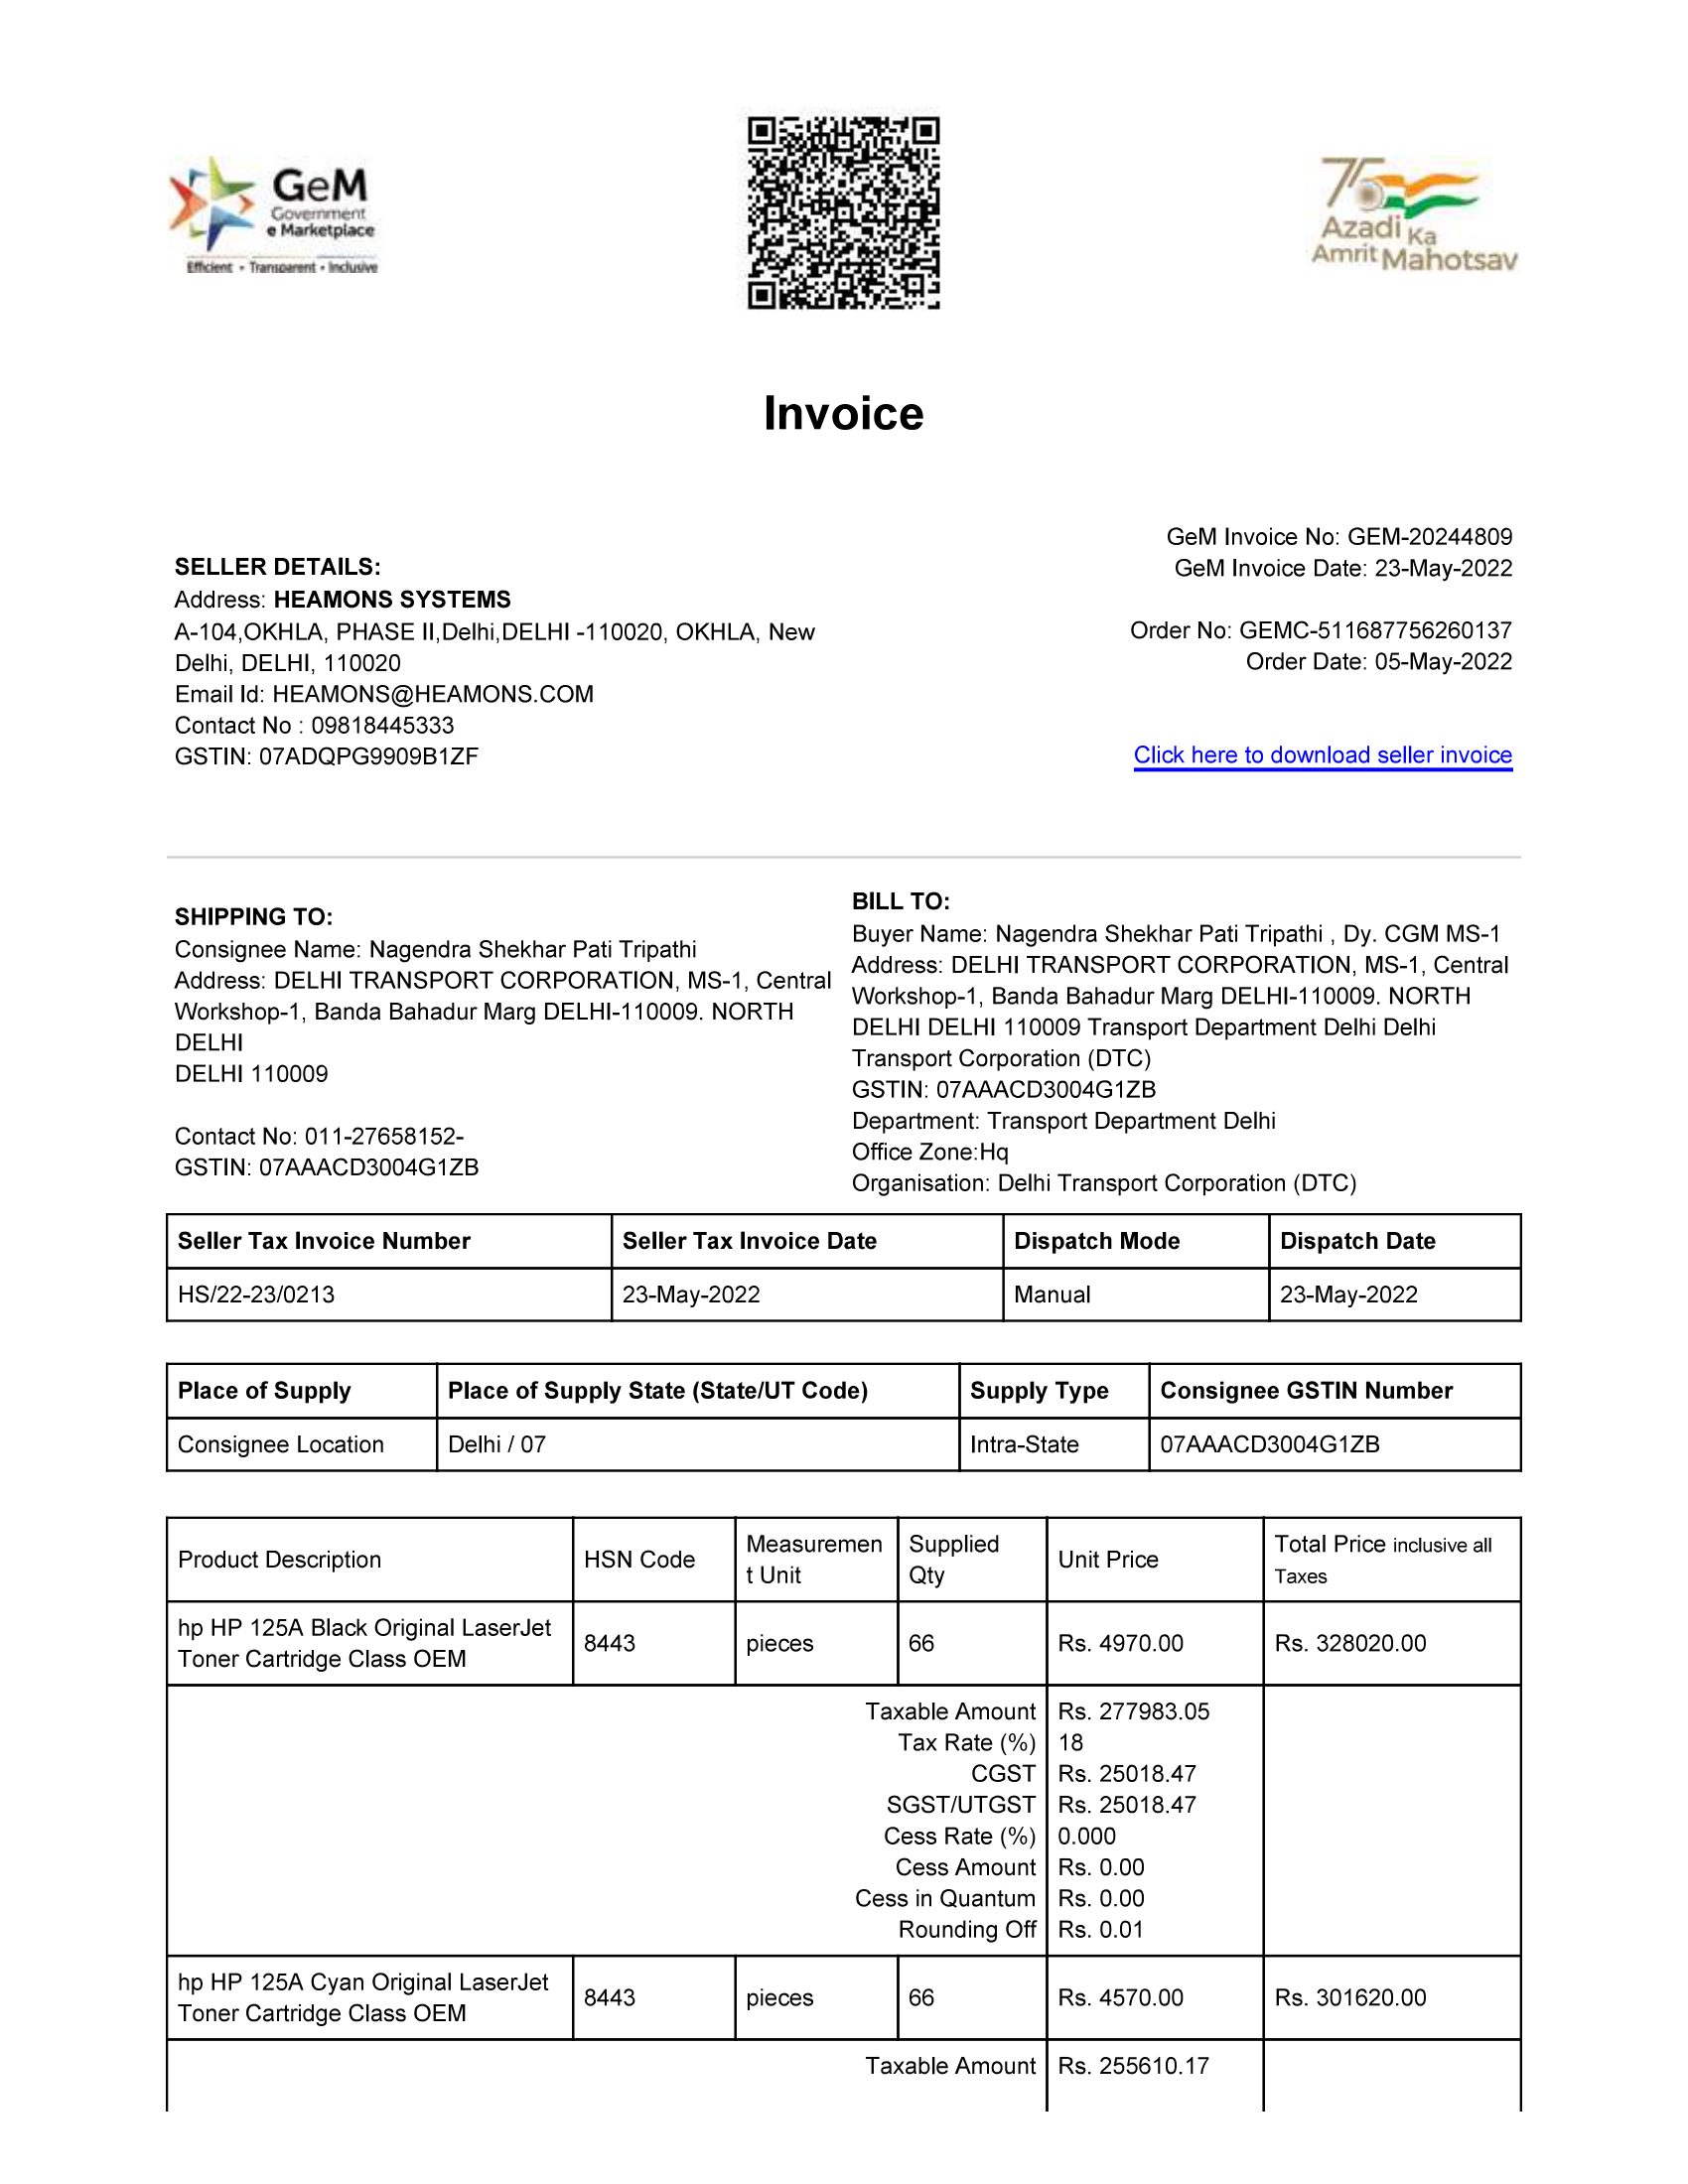 GeM
Government
e Marketplace
Efficient • Transparent • Inclusive
75
Azadi Ka
Amrit Mahotsav
Invoice
GeM Invoice No: GEM-20244809
GeM Invoice Date: 23-May-2022
Order No: GEMC-511687756260137
Order Date: 05-May-2022
Click here to download seller invoice
SELLER DETAILS:
Address: HEAMONS SYSTEMS
A-104,OKHLA, PHASE II,Delhi,DELHI -110020, OKHLA, New
Delhi, DELHI, 110020
Email Id: HEAMONS@HEAMONS.COM
Contact No : 09818445333
GSTIN: 07ADQPG9909B1ZF
SHIPPING TO:
Consignee Name: Nagendra Shekhar Pati Tripathi
Address: DELHI TRANSPORT CORPORATION, MS-1, Central
Workshop-1, Banda Bahadur Marg DELHI-110009. NORTH
DELHI
DELHI 110009
Contact No: 011-27658152-
GSTIN: 07AAACD3004G1ZB
BILL TO:
Buyer Name: Nagendra Shekhar Pati Tripathi , Dy. CGM MS-1
Address: DELHI TRANSPORT CORPORATION, MS-1, Central
Workshop-1, Banda Bahadur Marg DELHI-110009. NORTH
DELHI DELHI 110009 Transport Department Delhi Delhi
Transport Corporation (DTC)
GSTIN: 07AAACD3004G1ZB
Department: Transport Department Delhi
Office Zone:Hq
Organisation: Delhi Transport Corporation (DTC)
Seller Tax Invoice Number Seller Tax Invoice Date Dispatch Mode Dispatch Date
HS/22-23/0213 23-May-2022 Manual 23-May-2022
Place of Supply Place of Supply State (State/UT Code) Supply Type Consignee GSTIN Number
Consignee Location Delhi / 07 Intra-State 07AAACD3004G1ZB
Product Description HSN Code Measuremen
t Unit Supplied
Qty Unit Price Total Price inclusive all
Taxes
hp HP 125A Black Original LaserJet
Toner Cartridge Class OEM 8443 pieces 66 Rs. 4970.00 Rs. 328020.00
Taxable Amount Rs. 277983.05
Tax Rate (%) 18
CGST Rs. 25018.47
SGST/UTGST Rs. 25018.47
Cess Rate (%) 0.000
Cess Amount Rs. 0.00
Cess in Quantum Rs. 0.00
Rounding Off Rs. 0.01
hp HP 125A Cyan Original LaserJet
Toner Cartridge Class OEM 8443 pieces 66 Rs. 4570.00 Rs. 301620.00
Taxable Amount Rs. 255610.17